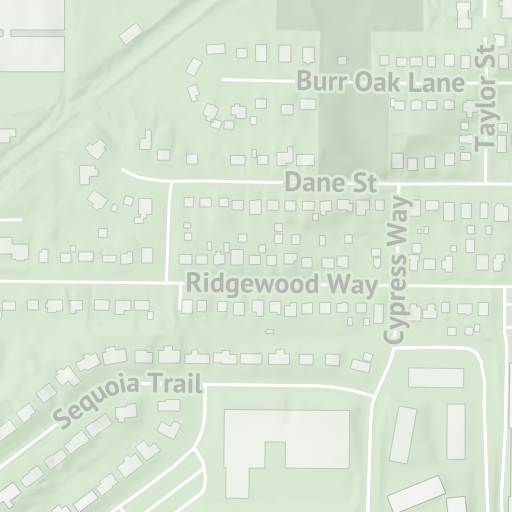 Burr Oak Lane
Taylor St
Dane St
Cypress Way
Ridgewood Way
Sequoia Trail